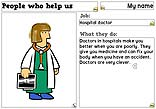 People who help us
My name
Job:
Hospital doctor
What they do:
Doctors in hospitals make you
better when you are poorly. They
give you medicine and can fix your
body when you have an accident.
Doctors are very clever.